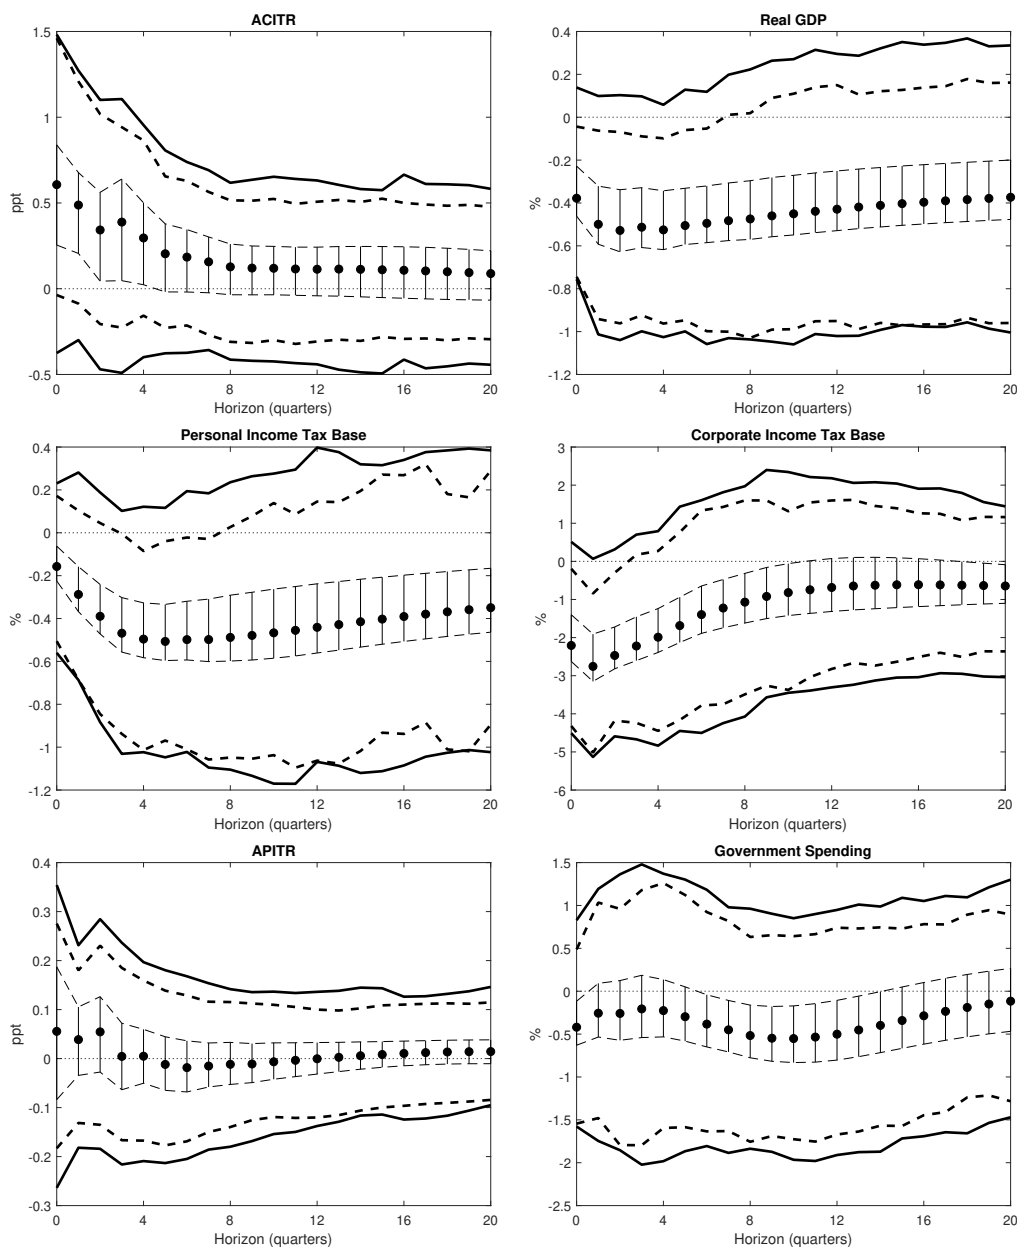 ACITR
1.5
1
0.5
0
-0.5
ppt
0 4 8 12 16 20
Horizon (quarters)
Real GDP
0.4
0.2
0
-0.2
-0.4
-0.6
-0.8
-1
-1.2
%
0 4 8 12 16 20
Horizon (quarters)
Personal Income Tax Base
0.4
0.2
0
-0.2
-0.4
-0.6
-0.8
-1
-1.2
%
0 4 8 12 16 20
Horizon (quarters)
Corporate Income Tax Base
3
2
1
0
-1
-2
-3
-4
-5
-6
%
0 4 8 12 16 20
Horizon (quarters)
APITR
0.4
0.3
0.2
0.1
0
-0.1
-0.2
-0.3
ppt
0 4 8 12 16 20
Horizon (quarters)
Government Spending
1.5
1
0.5
0
-0.5
-1
-1.5
-2
-2.5
%
0 4 8 12 16 20
Horizon (quarters)